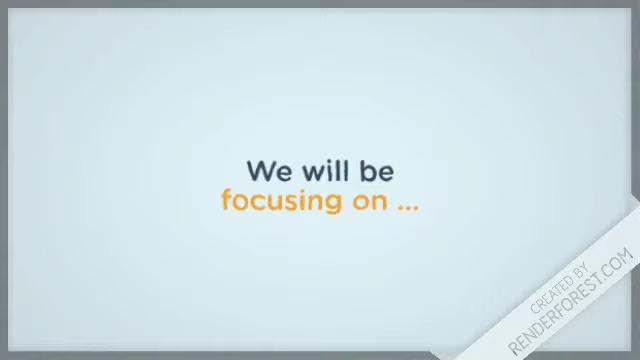 We will be
focusing on ...
CREATED BY
RENDERFOREST.COM